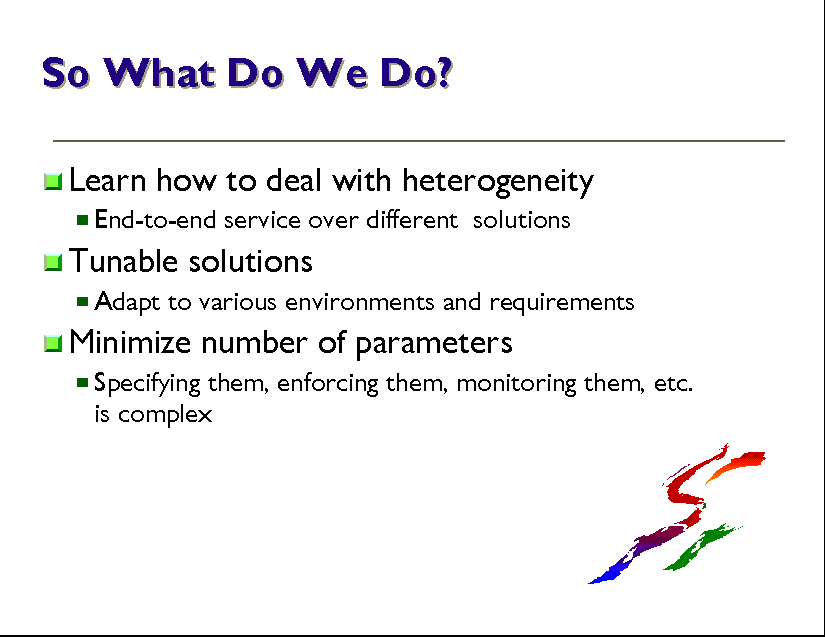 So What Do We Do?
Learn how to deal with heterogeneity
End-to-end service over different solutions
Tunable solutions
Adapt to various environments and requirements
Minimize number of parameters
Specifying them, enforcing them, monitoring them, etc.
is complex